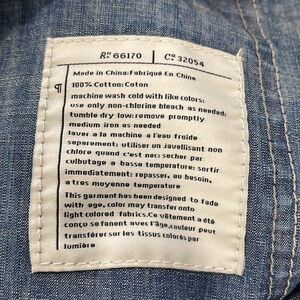 Rº 66170 | Cº 32054
Made in China:Fabriqué En Chine
¶ 100% Cotton:Coton
machine wash cold with like colors:
use only non-chlorine bleach as needed:
tumble dry low: remove promptly
medium iron as needed
laver a la machine a l'eau froide
separement: utiliser un javellisant non
chlore quand c'est nec: secher par
culbutage a basse temperature: sortir
immediatement: repasser, au besoin,
a tres moyenne temperature
This garment has been designed to fade
with age, color may transfer onto
light colored fabrics.Ce vêtement a été
conçu se fanent avec l'âge,couleur peut
transférer sur les tissus colorés par
lumière